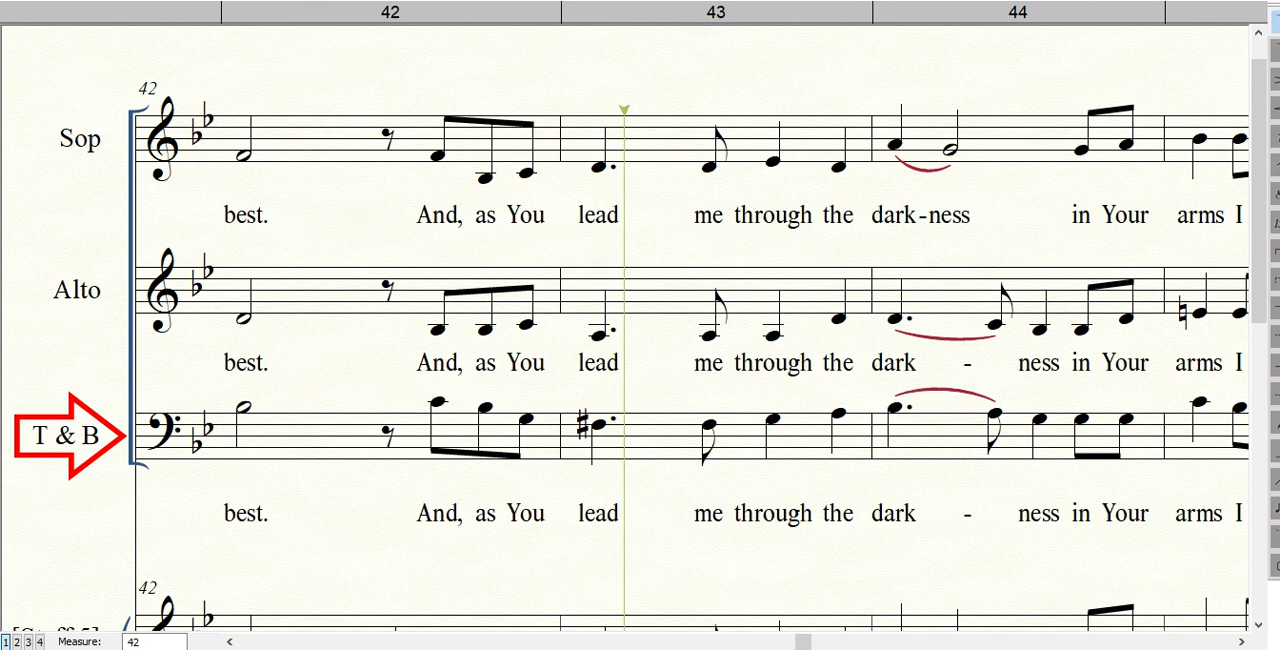 42 43 44
42
Sop
best. And, as You lead me through the dark-ness in Your arms I
Alto
best. And, as You lead me through the dark - ness in Your arms I
T & B
best. And, as You lead me through the dark - ness in Your arms I
42
1 2 3 4 Measure: 42